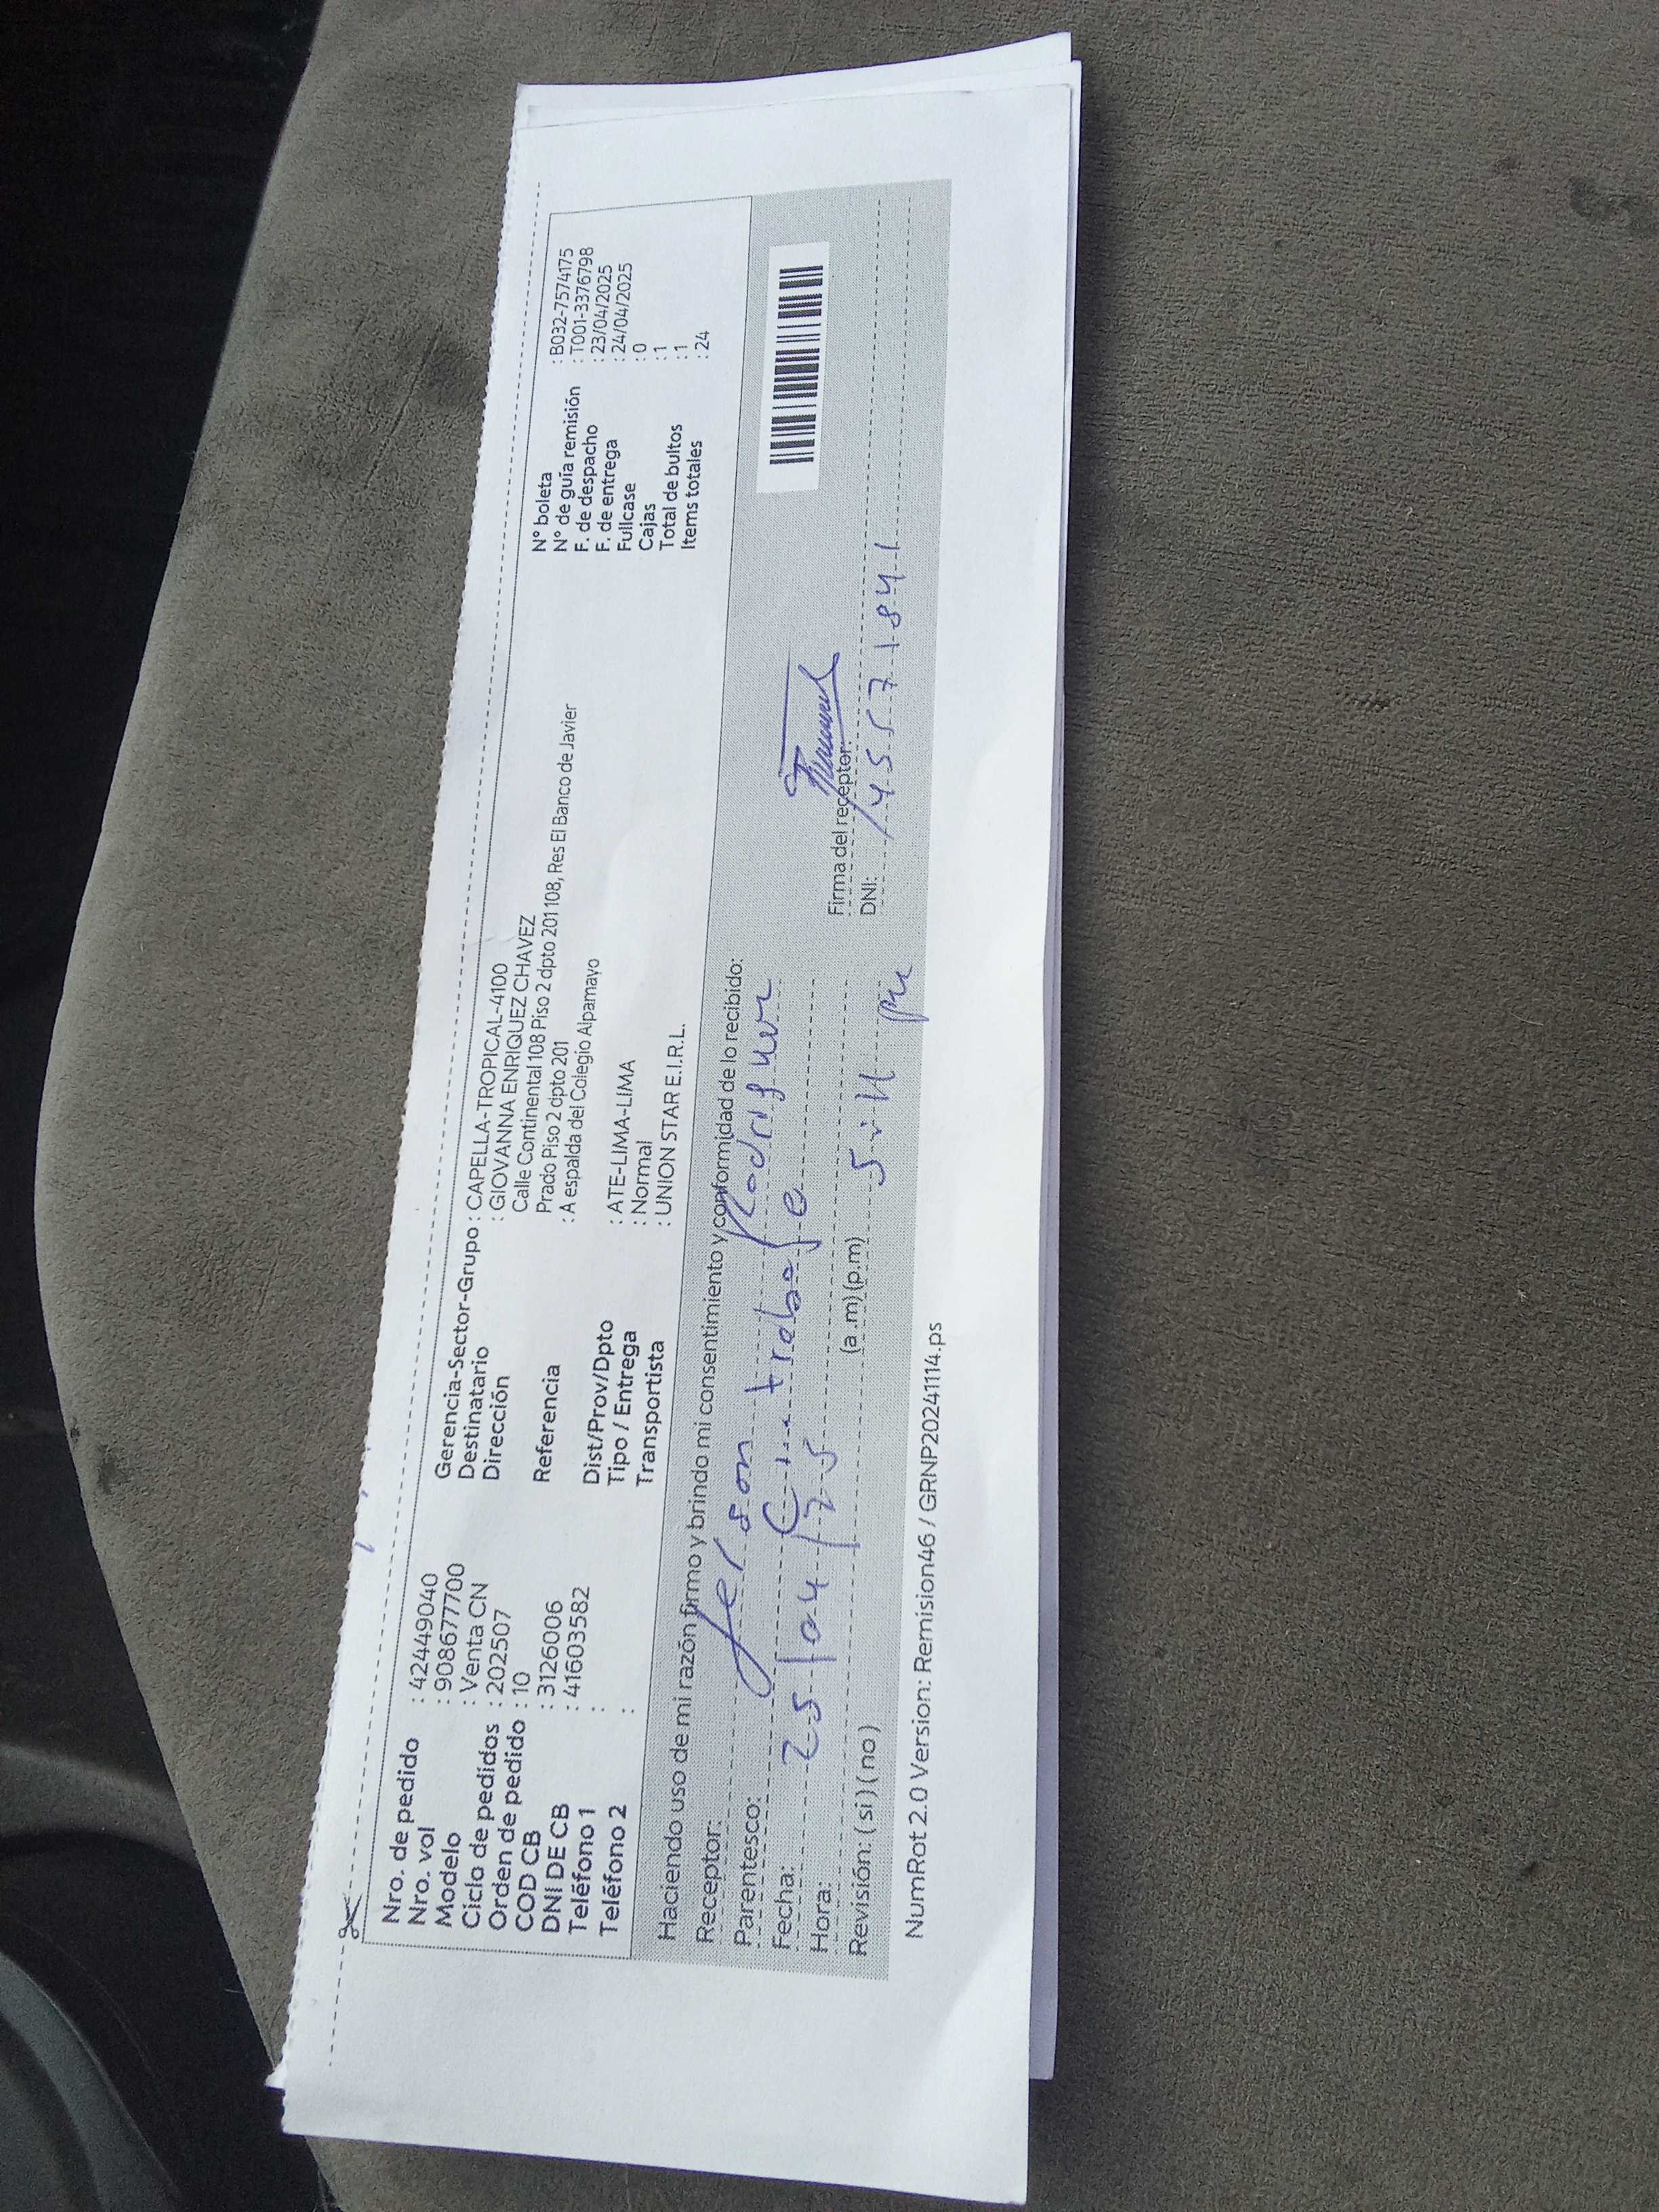 Nro. de pedido : 42449040
Nro. vol : 908677700
Modelo : Venta CN
Ciclo de pedidos : 202507
Orden de pedido : 10
COD CB : 3126006
DNI DE CB : 41603582
Teléfono 1 :
Teléfono 2 :
Gerencia-Sector-Grupo : CAPELLA-TROPICAL-4100
Destinatario : GIOVANNA ENRIQUEZ CHAVEZ
Dirección Calle Continental 108 Piso 2 dpto 201 108, Res El Banco de Javier
Prado Piso 2 dpto 201
Referencia : A espalda del Colegio Alpamayo
Dist/Prov/Dpto : ATE-LIMA-LIMA
Tipo / Entrega : Normal
Transportista : UNION STAR E.I.R.L.
N° boleta : B032-7574175
N° de guía remisión : T001-3376798
F. de despacho : 23/04/2025
F. de entrega : 24/04/2025
Fullcase : 0
Cajas : 1
Total de bultos : 1
Items totales : 24
Haciendo uso de mi razón firmo y brindo mi consentimiento y conformidad de lo recibido:
Receptor: Rodriguez
Parentesco: trabaja
Fecha: 25/04/25
Hora: (a.m) (p.m) pm
Revisión: (si) (no)
Firma del receptor:
DNI: 45571841
NumRot 2.0 Version: Remision46 / GRNP20241114.ps